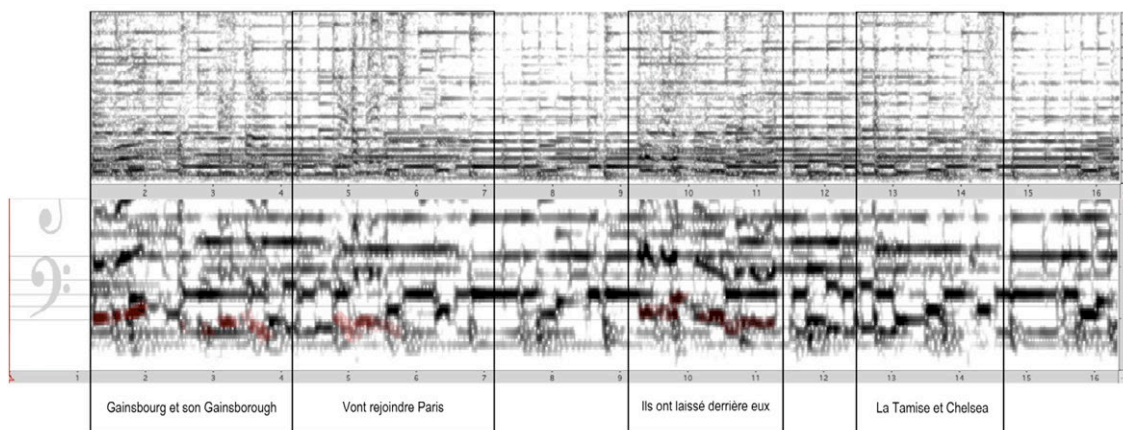 2 3 4 5 6 7 8 9 10 11 12 13 14 15 16
1 2 3 4 5 6 7 8 9 10 11 12 13 14 15 16
Gainsbourg et son Gainsborough
Vont rejoindre Paris
Ils ont laissé derrière eux
La Tamise et Chelsea